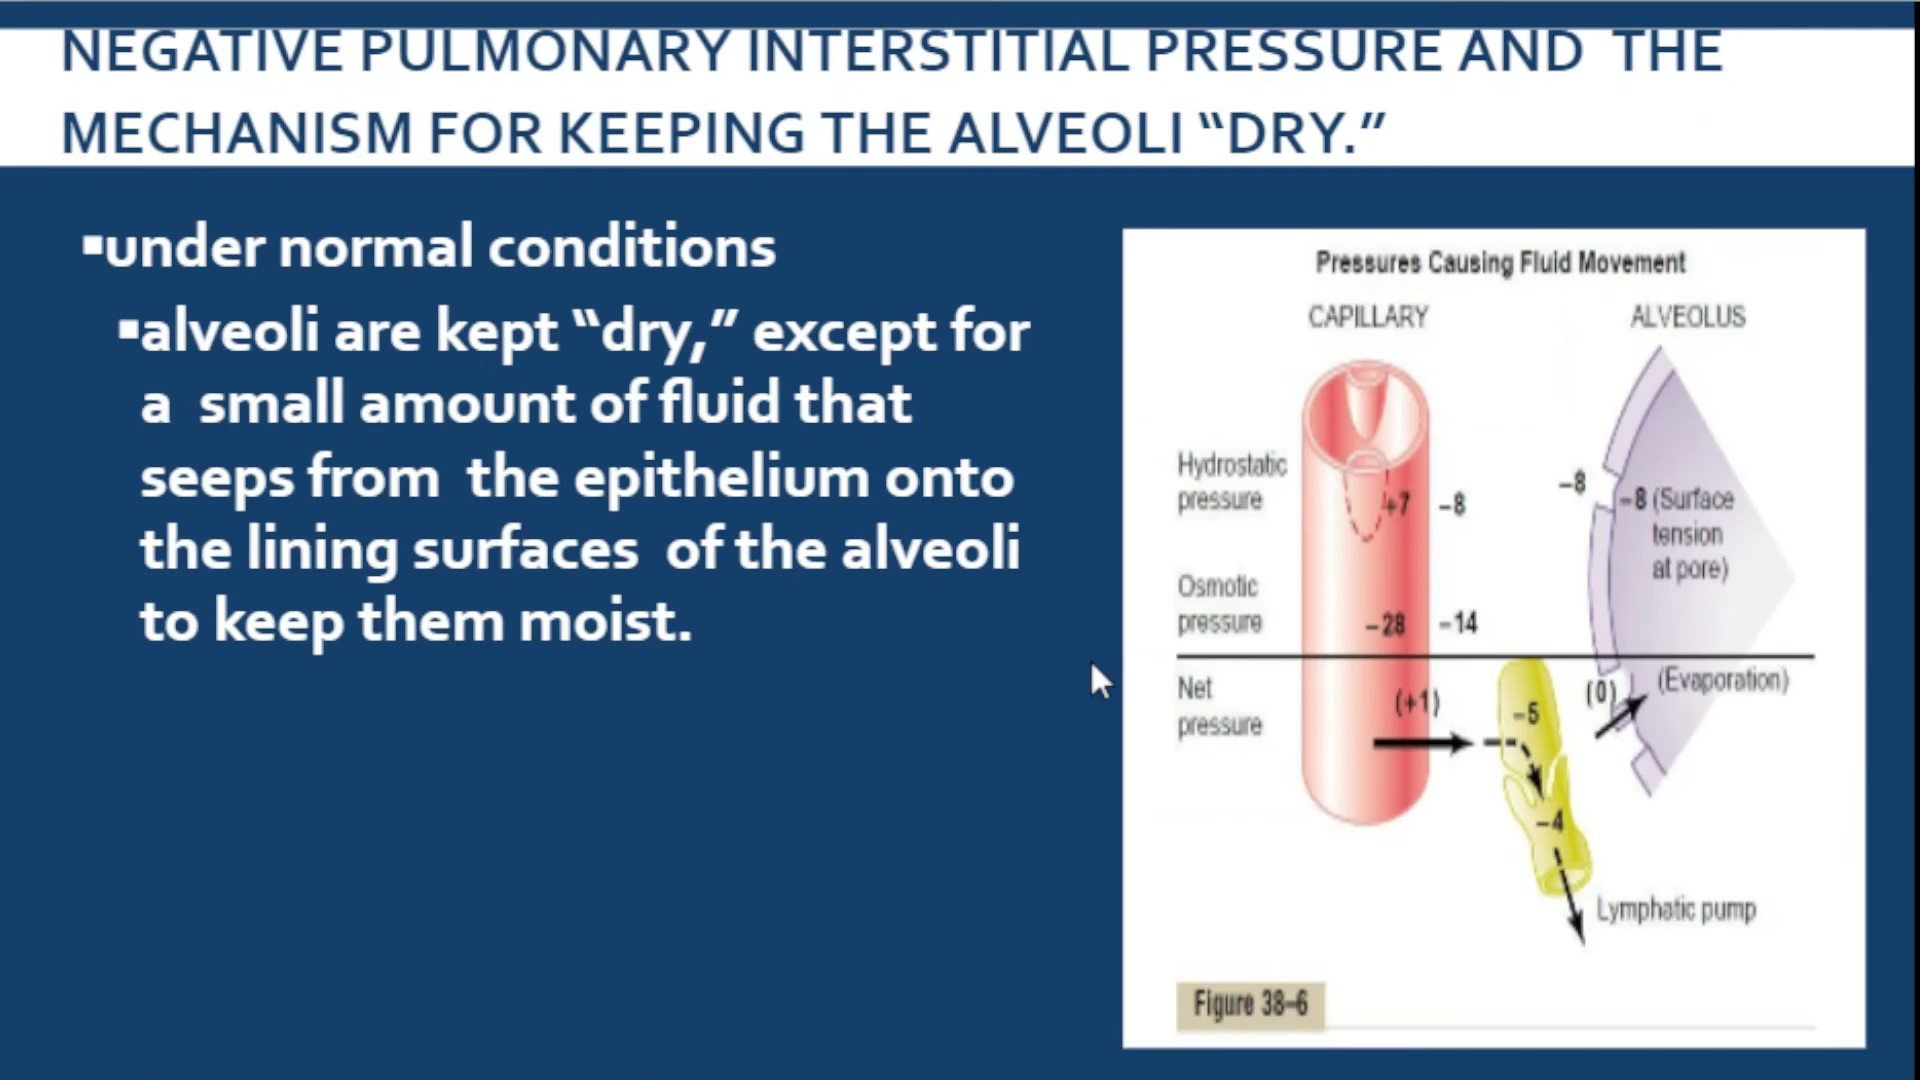 NEGATIVE PULMONARY INTERSTITIAL PRESSURE AND THE
MECHANISM FOR KEEPING THE ALVEOLI “DRY.”
▪under normal conditions
▪alveoli are kept “dry,” except for
a small amount of fluid that
seeps from the epithelium onto
the lining surfaces of the alveoli
to keep them moist.
Pressures Causing Fluid Movement
CAPILLARY ALVEOLUS
Hydrostatic
pressure
+7 –8 –8 –8 (Surface
tension
at pore)
Osmotic
pressure
–28 –14
Net
pressure
(+1) –5 (0) (Evaporation)
–4
Lymphatic pump
Figure 38–6